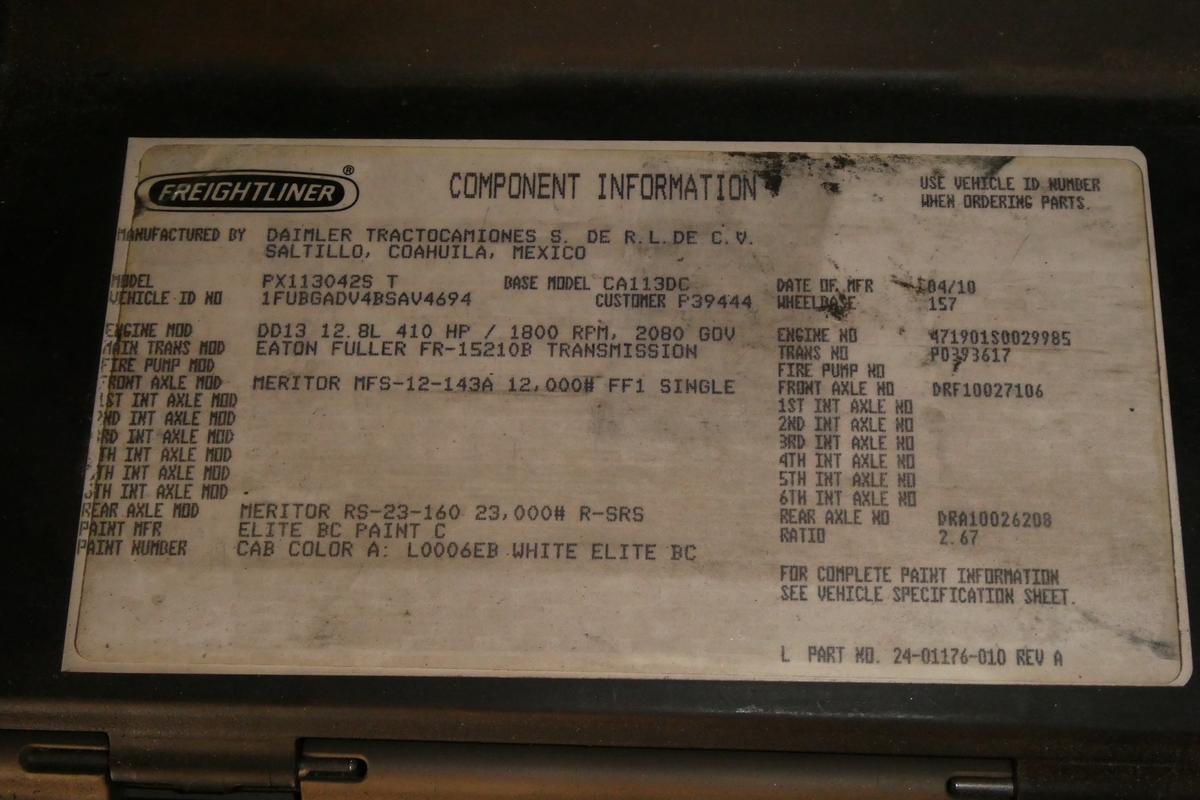 FREIGHTLINER®
COMPONENT INFORMATION
USE VEHICLE ID NUMBER
WHEN ORDERING PARTS.
MANUFACTURED BY DAIMLER TRACTOCAMIONES S. DE R.L.DE C.V.
SALTILLO, COAHUILA, MEXICO
MODEL PX113042S T BASE MODEL CA113DC DATE OF MFR 04/10
VEHICLE ID NO 1FUBGADV4BSAV4694 CUSTOMER P39444 WHEELBASE 157
ENGINE MOD DD13 12.8L 410 HP / 1800 RPM, 2080 GOV ENGINE NO 471901S0029985
MAIN TRANS MOD EATON FULLER FR-15210B TRANSMISSION TRANS NO P0393617
FIRE PUMP MOD FIRE PUMP NO
FRONT AXLE MOD MERITOR MFS-12-143A 12,000# FF1 SINGLE FRONT AXLE NO DRF10027106
1ST INT AXLE MOD 1ST INT AXLE NO
2ND INT AXLE MOD 2ND INT AXLE NO
3RD INT AXLE MOD 3RD INT AXLE NO
4TH INT AXLE MOD 4TH INT AXLE NO
5TH INT AXLE MOD 5TH INT AXLE NO
6TH INT AXLE MOD 6TH INT AXLE NO
REAR AXLE MOD MERITOR RS-23-160 23,000# R-SRS REAR AXLE NO DRA10026208
PAINT MFR ELITE BC PAINT C RATIO 2.67
PAINT NUMBER CAB COLOR A: L0006EB WHITE ELITE BC
FOR COMPLETE PAINT INFORMATION
SEE VEHICLE SPECIFICATION SHEET.
L PART NO. 24-01176-010 REV A